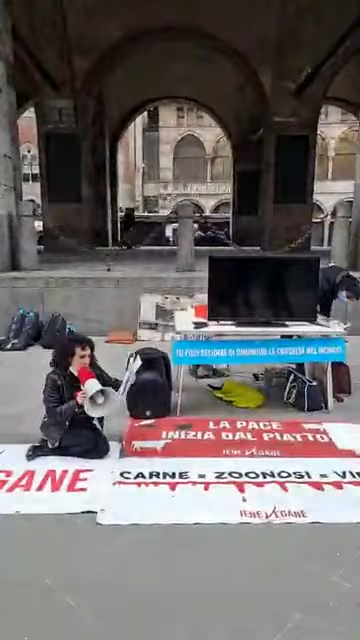 TU PUOI DECIDERE DI DIMINUIRE LA CRUDELTÀ NEL MONDO
LA PACE
INIZIA DAL PIATTO
IENE VEGANE
GANE
CARNE = ZOONOSI = VI
IENE VEGANE